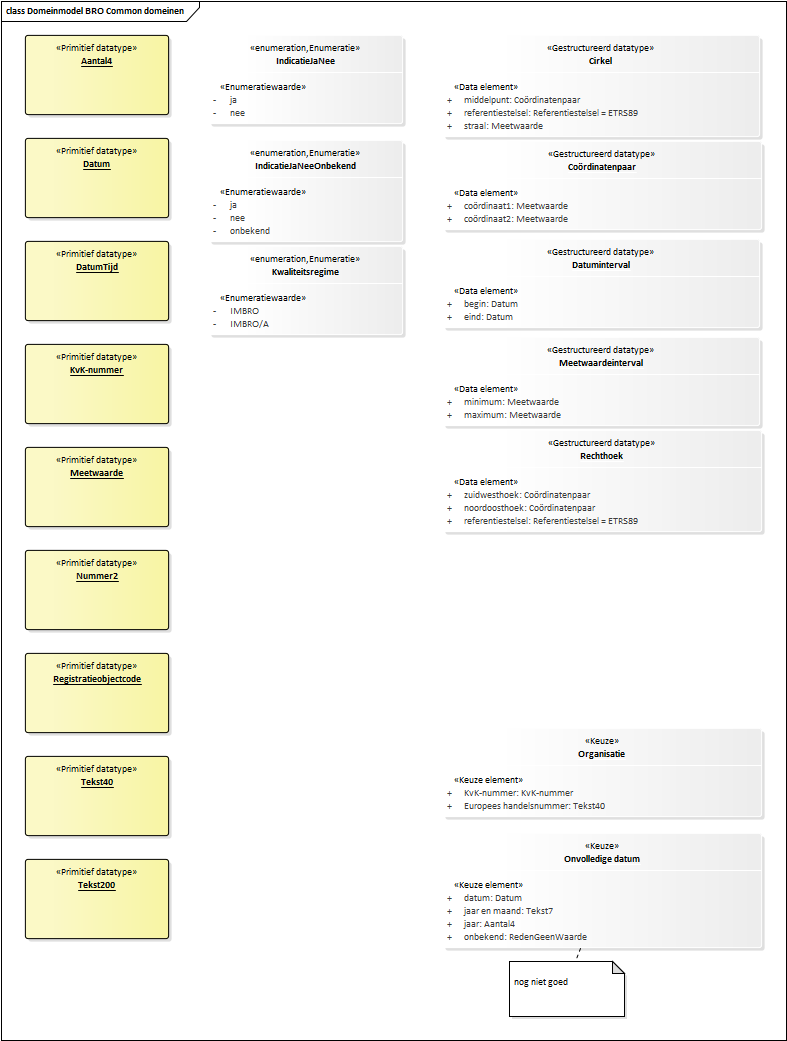 class Domeinmodel BRO Common domeinen
«Primitief datatype»
Aantal4
«Primitief datatype»
Datum
«Primitief datatype»
DatumTijd
«Primitief datatype»
KvK-nummer
«Primitief datatype»
Meetwaarde
«Primitief datatype»
Nummer2
«Primitief datatype»
Registratieobjectcode
«Primitief datatype»
Tekst40
«Primitief datatype»
Tekst200
«enumeration,Enumeratie»
IndicatieJaNee
«Enumeratiewaarde»
- ja
- nee
«enumeration,Enumeratie»
IndicatieJaNeeOnbekend
«Enumeratiewaarde»
- ja
- nee
- onbekend
«enumeration,Enumeratie»
Kwaliteitsregime
«Enumeratiewaarde»
- IMBRO
- IMBRO/A
«Gestructureerd datatype»
Cirkel
«Data element»
+ middelpunt: Coördinatenpaar
+ referentiestelsel: Referentiestelsel = ETRS89
+ straal: Meetwaarde
«Gestructureerd datatype»
Coördinatenpaar
«Data element»
+ coördinaat1: Meetwaarde
+ coördinaat2: Meetwaarde
«Gestructureerd datatype»
Datuminterval
«Data element»
+ begin: Datum
+ eind: Datum
«Gestructureerd datatype»
Meetwaardeinterval
«Data element»
+ minimum: Meetwaarde
+ maximum: Meetwaarde
«Gestructureerd datatype»
Rechthoek
«Data element»
+ zuidwesthoek: Coördinatenpaar
+ noordoosthoek: Coördinatenpaar
+ referentiestelsel: Referentiestelsel = ETRS89
«Keuze»
Organisatie
«Keuze element»
+ KvK-nummer: KvK-nummer
+ Europees handelsnummer: Tekst40
«Keuze»
Onvolledige datum
«Keuze element»
+ datum: Datum
+ jaar en maand: Tekst7
+ jaar: Aantal4
+ onbekend: RedenGeenWaarde
nog niet goed